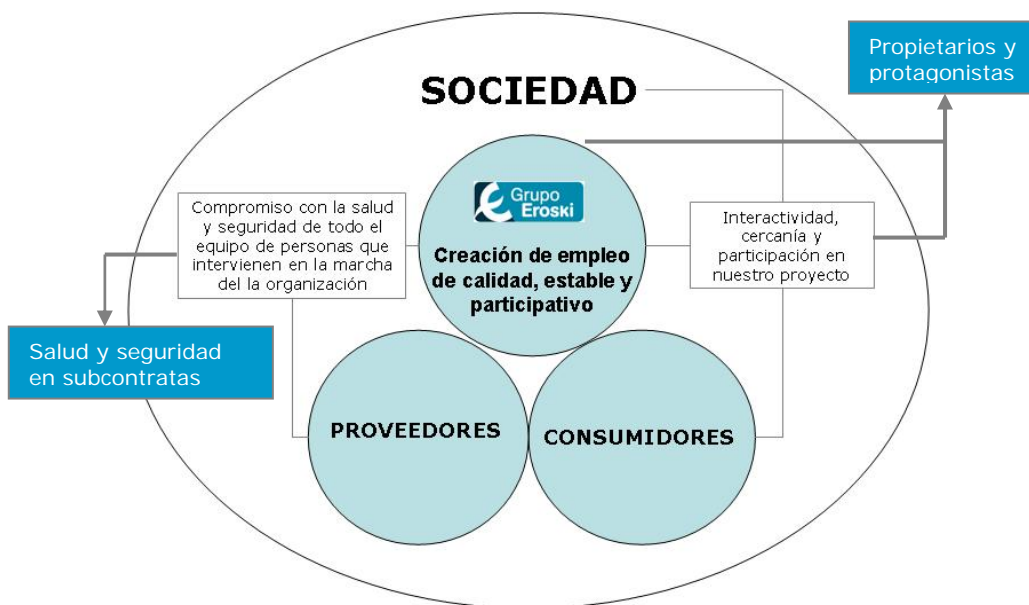 Propietarios y
protagonistas
SOCIEDAD
Grupo
Eroski
Creación de empleo
de calidad, estable y
participativo
Compromiso con la salud
y seguridad de todo el
equipo de personas que
intervienen en la marcha
del la organización
Interactividad,
cercanía y
participación en
nuestro proyecto
Salud y seguridad
en subcontratas
PROVEEDORES
CONSUMIDORES